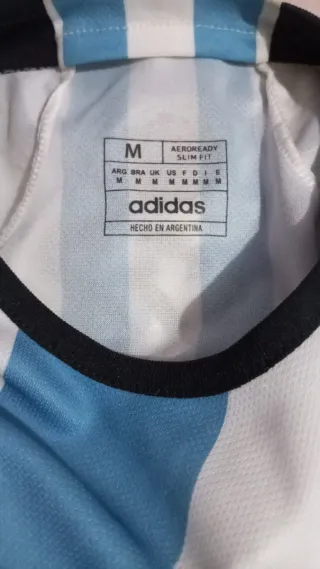 M AEROREADY
SLIM FIT
ARG BRA UK US F D I E
M M M M M M M M
adidas
HECHO EN ARGENTINA